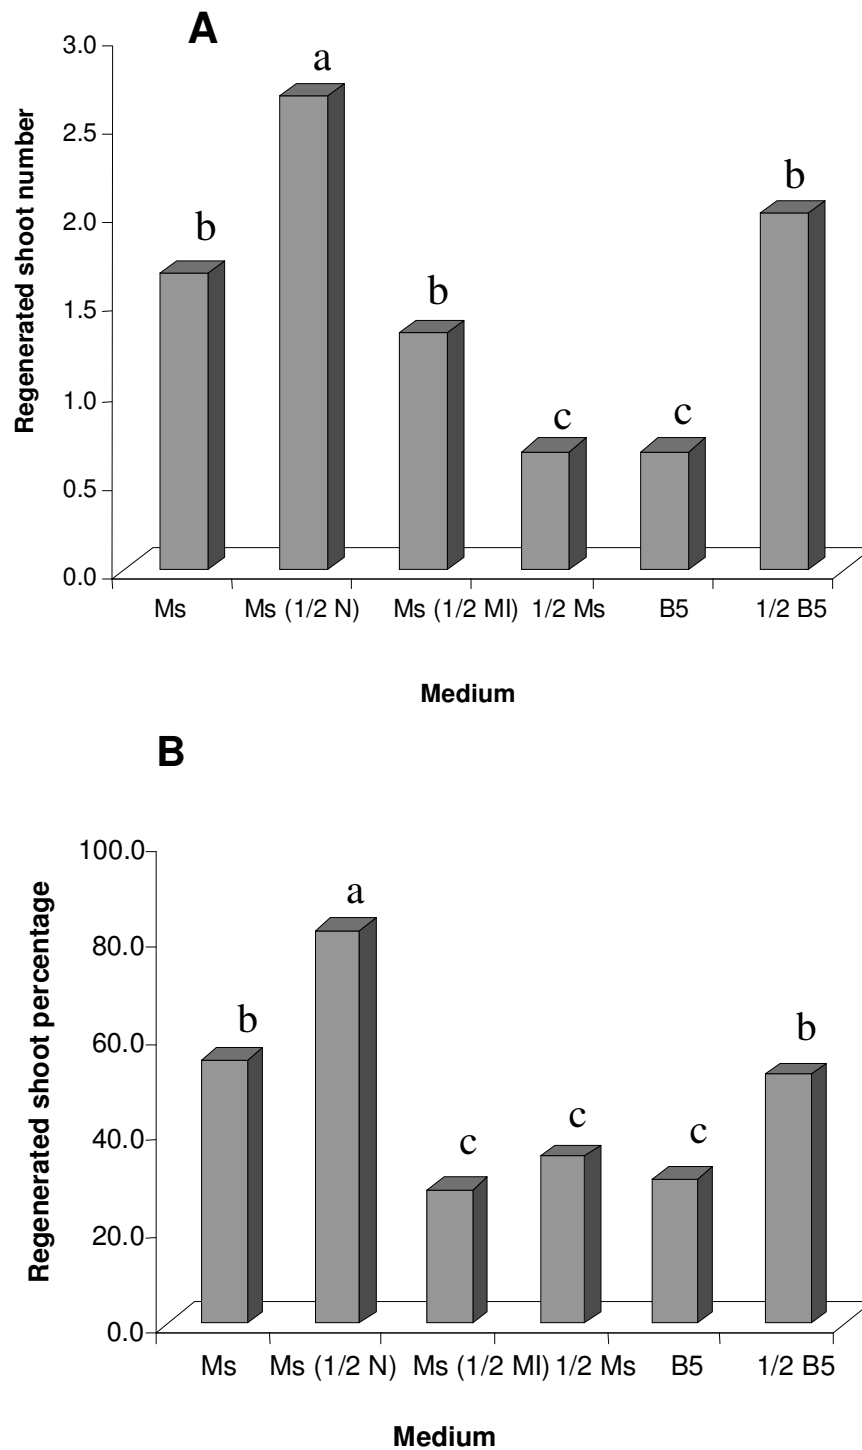 A
Regenerated shoot number
3.0
2.5
2.0
1.5
1.0
0.5
0.0
b
a
b
c
c
b
Ms
Ms (1/2 N)
Ms (1/2 MI)
1/2 Ms
B5
1/2 B5
Medium
B
Regenerated shoot percentage
100.0
80.0
60.0
40.0
20.0
0.0
b
a
c
c
c
b
Ms
Ms (1/2 N)
Ms (1/2 MI)
1/2 Ms
B5
1/2 B5
Medium